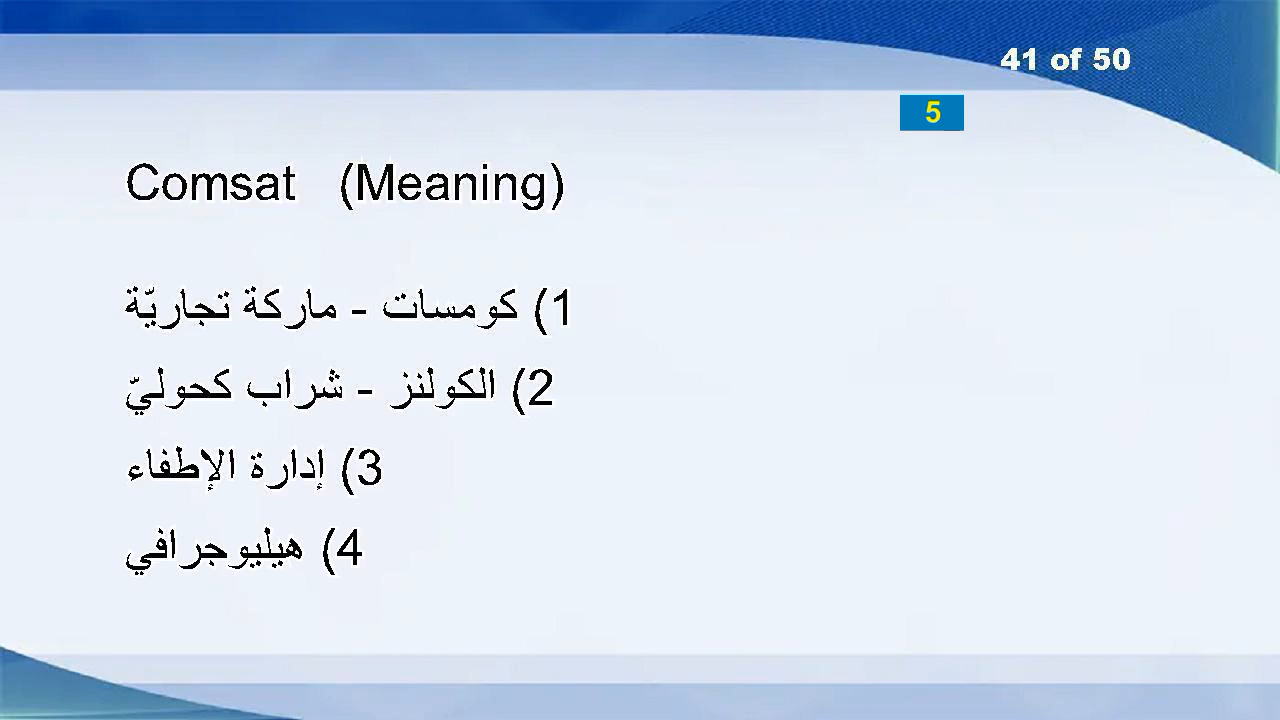 41 of 50
5
Comsat (Meaning)
1) كومسات - ماركة تجاريّة
2) الكولنز - شراب كحوليّ
3) إدارة الإطفاء
4) هيليوجرافي